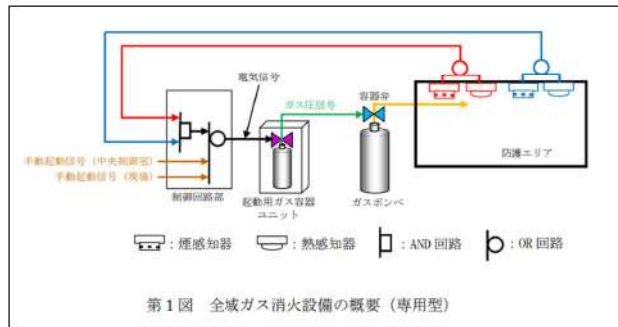 電気信号
ガス圧信号
容器弁
手動起動信号（中央制御室）
手動起動信号（現場）
制御回路部
起動用ガス容器
ユニット
ガスボンベ
防護エリア
：煙感知器
：熱感知器
：AND 回路
：OR 回路
第１図　全域ガス消火設備の概要（専用型）